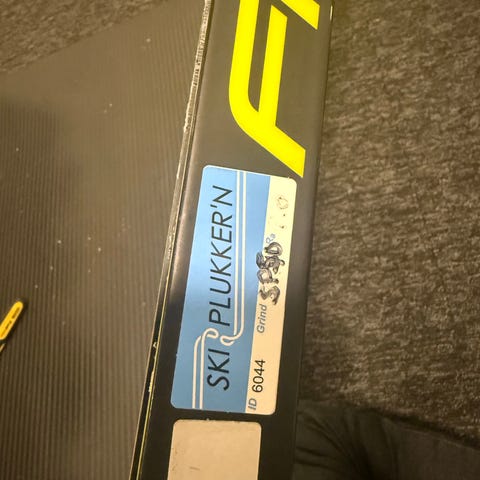 SKI PLUKKER'N
ID 6044
Grind